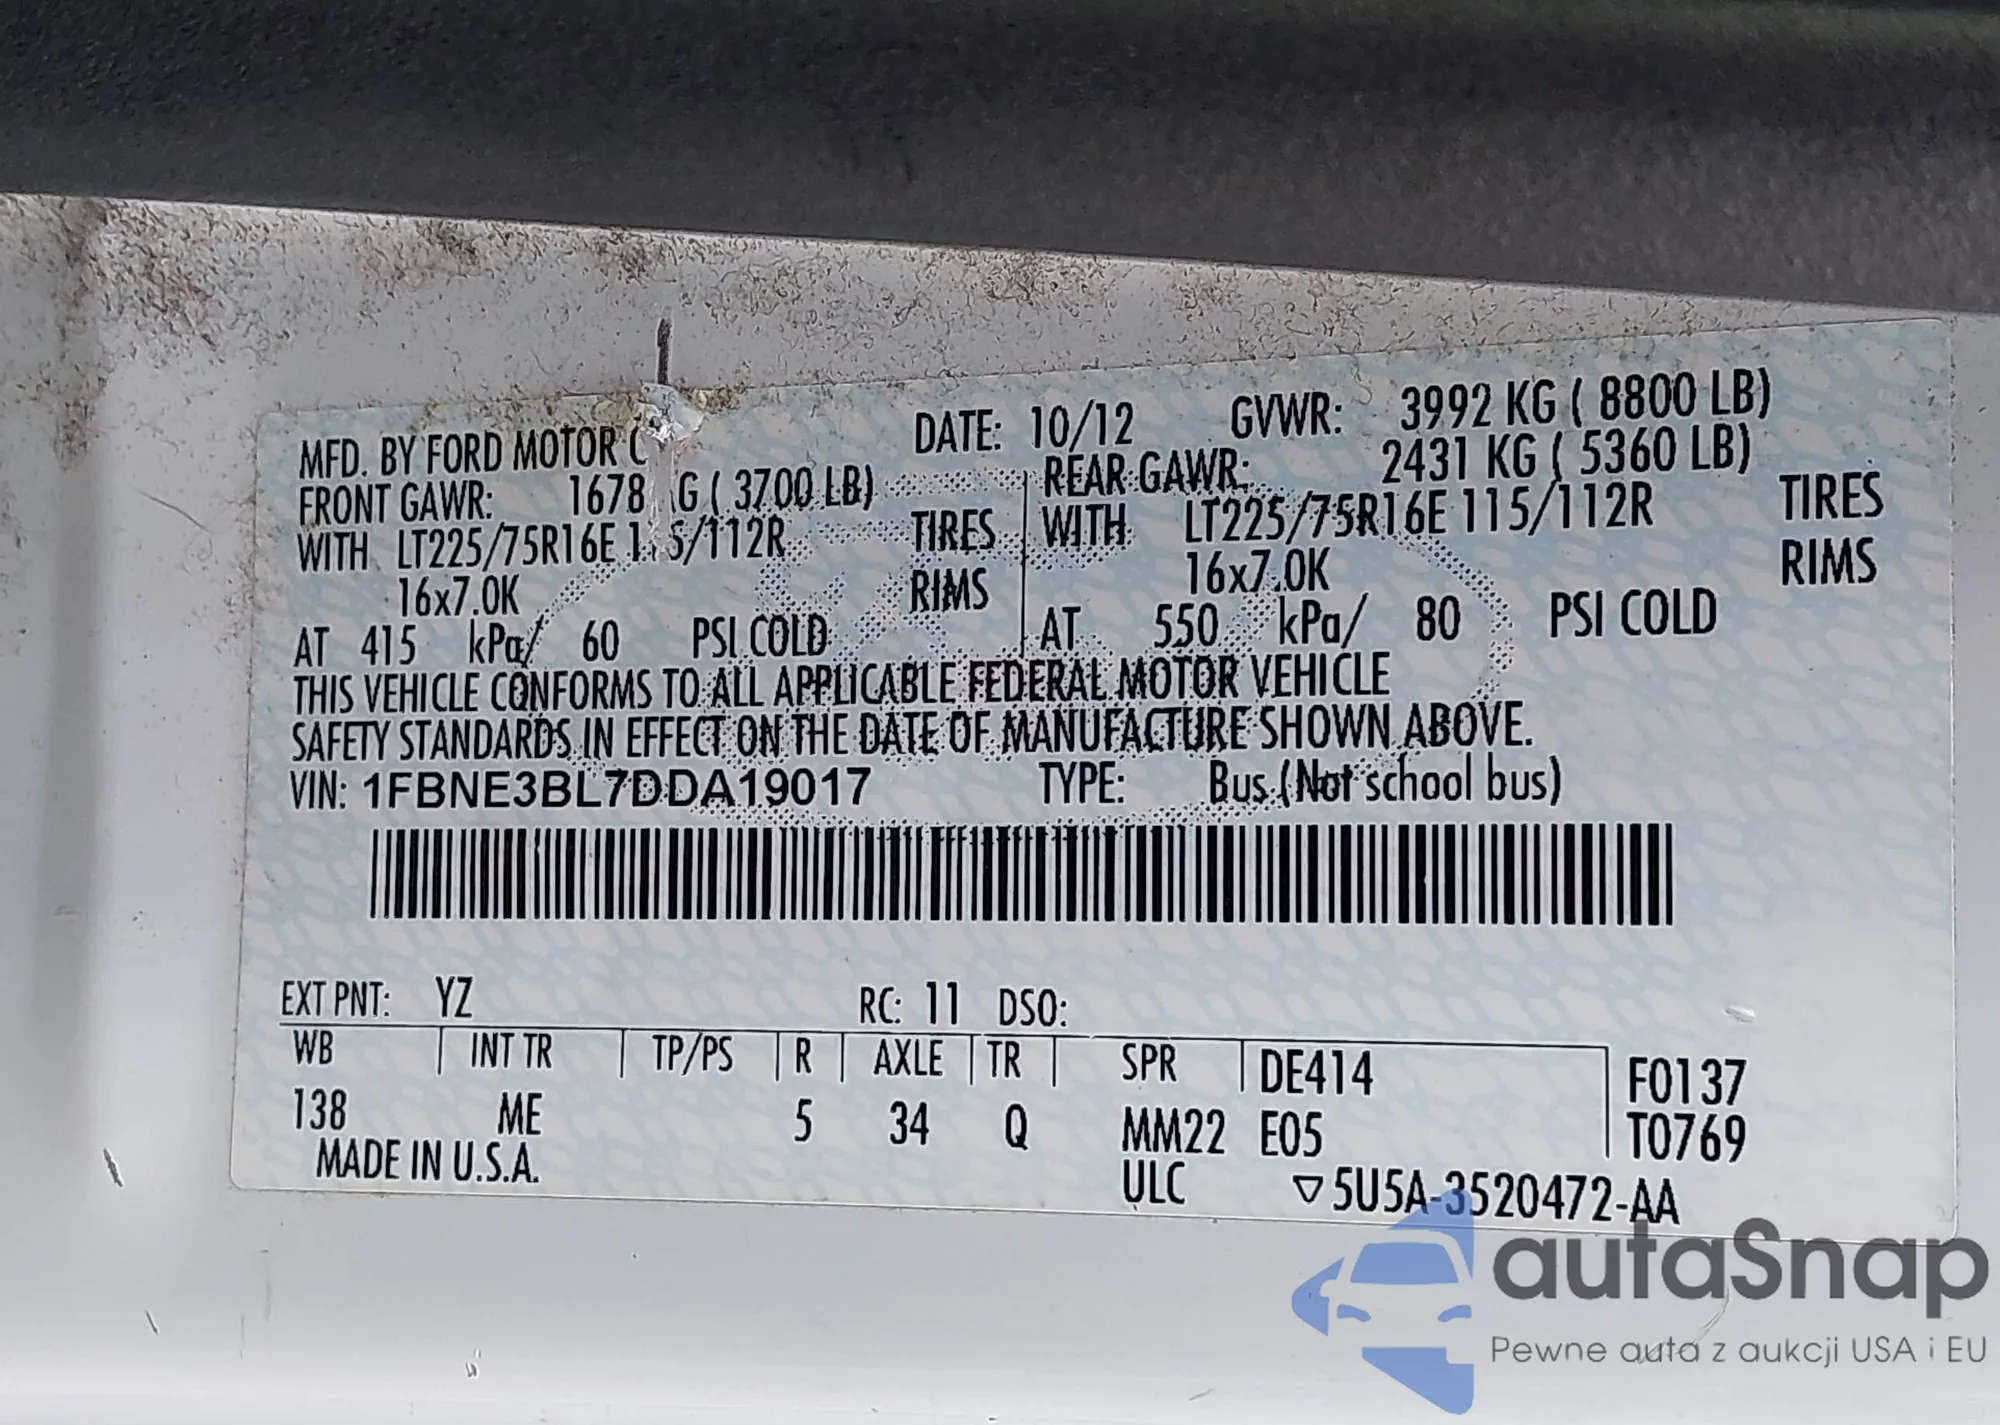 MFD. BY FORD MOTOR C DATE: 10/12 GVWR: 3992 KG ( 8800 LB)
FRONT GAWR: 1678 G ( 3700 LB) REAR GAWR: 2431 KG ( 5360 LB)
WITH LT225/75R16E 115/112R TIRES WITH LT225/75R16E 115/112R TIRES
16x7.0K RIMS 16x7.0K RIMS
AT 415 kPa/ 60 PSI COLD AT 550 kPa/ 80 PSI COLD
THIS VEHICLE CONFORMS TO ALL APPLICABLE FEDERAL MOTOR VEHICLE
SAFETY STANDARDS IN EFFECT ON THE DATE OF MANUFACTURE SHOWN ABOVE.
VIN: 1FBNE3BL7DDA19017 TYPE: Bus (Not school bus)
EXT PNT: YZ RC: 11 DSO:
WB INT TR TP/PS R AXLE TR SPR DE414 F0137
138 ME 5 34 Q MM22 E05 T0769
MADE IN U.S.A. ULC ▽5U5A-3520472-AA
autaSnap
Pewne auta z aukcji USA i EU